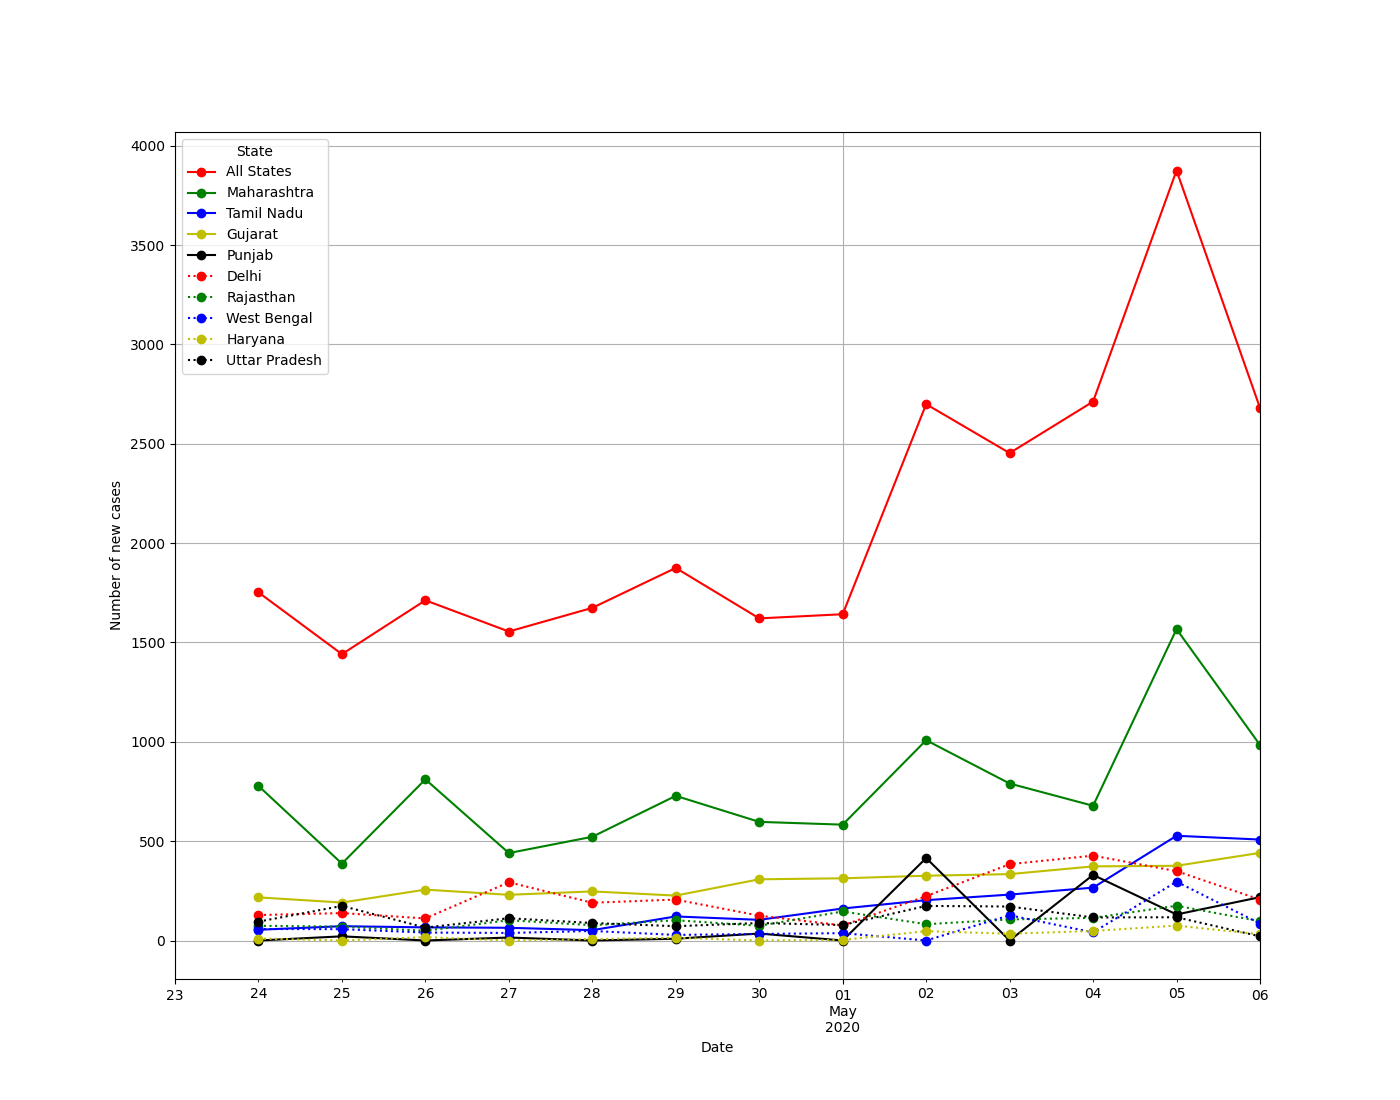 State
All States
Maharashtra
Tamil Nadu
Gujarat
Punjab
Delhi
Rajasthan
West Bengal
Haryana
Uttar Pradesh
4000
3500
3000
2500
2000
1500
1000
500
0
Number of new cases
23 24 25 26 27 28 29 30 01 02 03 04 05 06
May
2020
Date